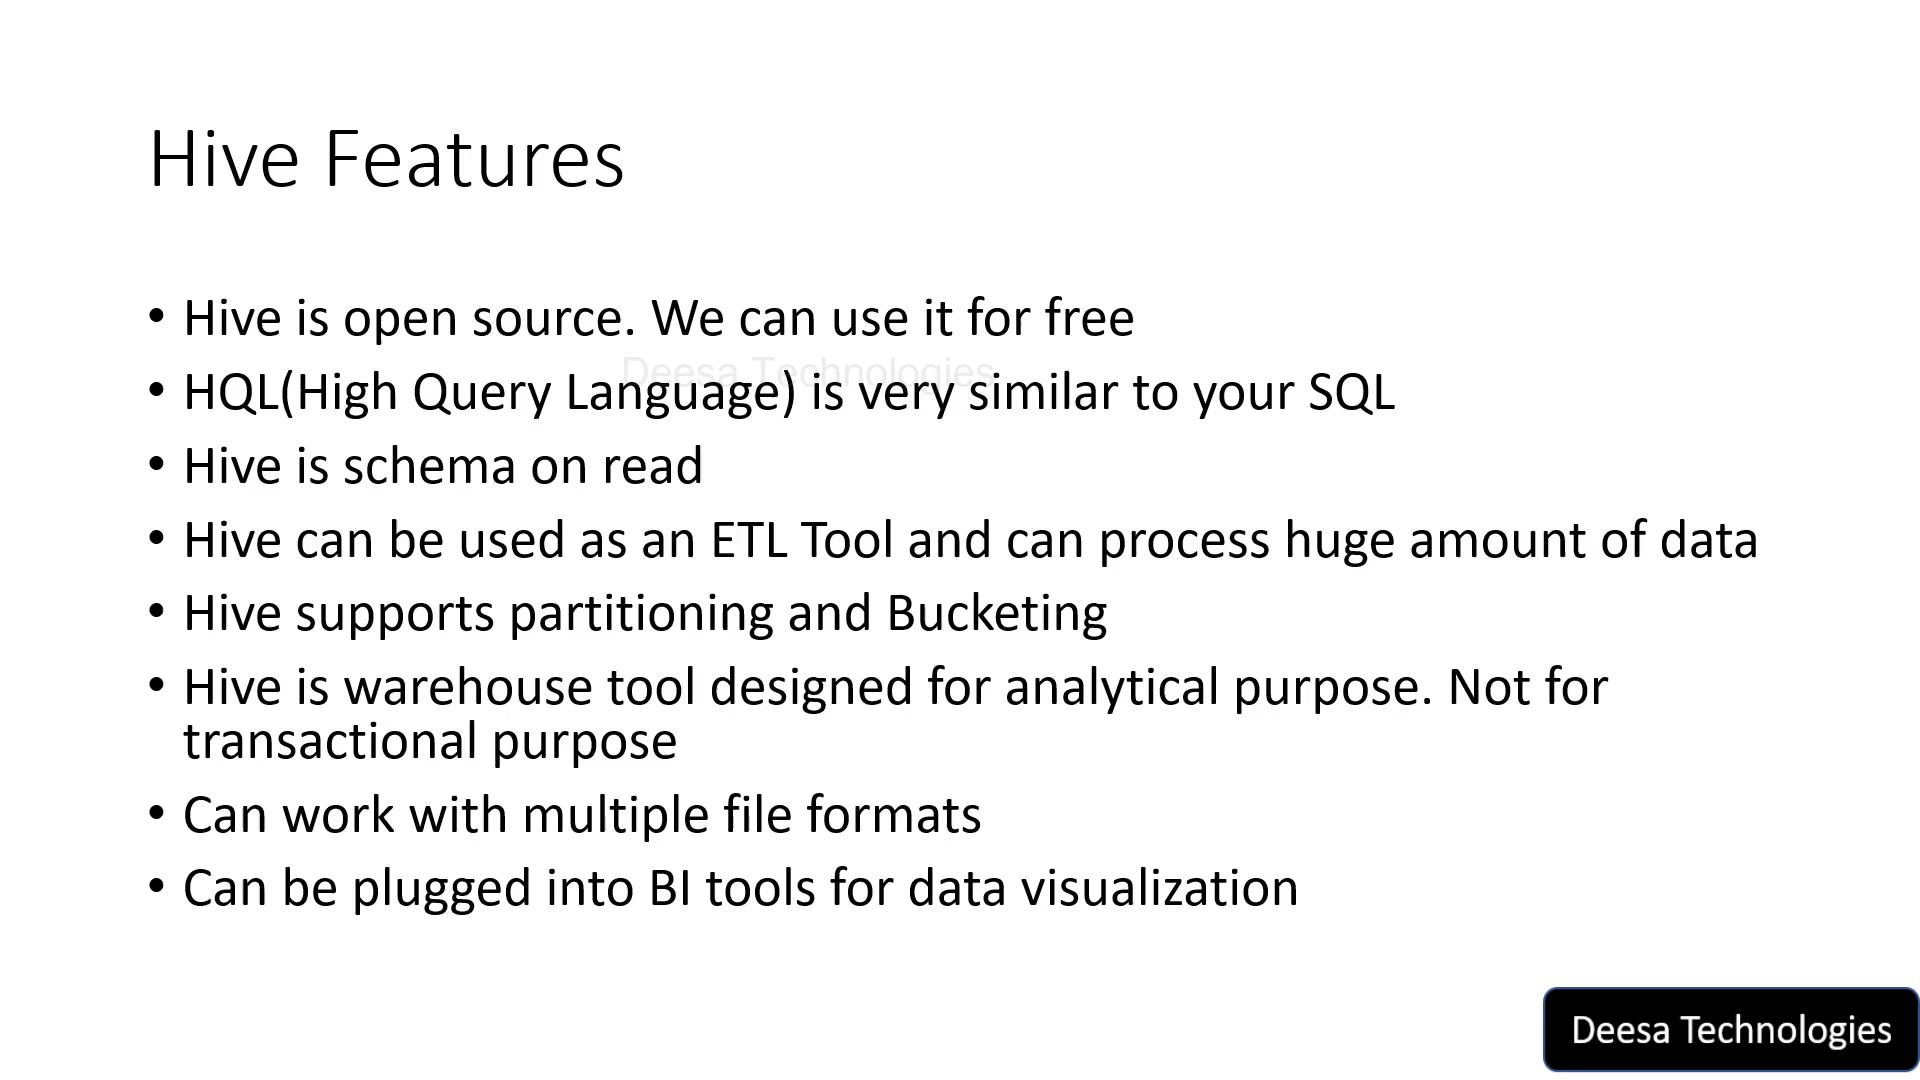 Hive Features
• Hive is open source. We can use it for free
Deesa Technologies
• HQL(High Query Language) is very similar to your SQL
• Hive is schema on read
• Hive can be used as an ETL Tool and can process huge amount of data
• Hive supports partitioning and Bucketing
• Hive is warehouse tool designed for analytical purpose. Not for
transactional purpose
• Can work with multiple file formats
• Can be plugged into BI tools for data visualization
Deesa Technologies